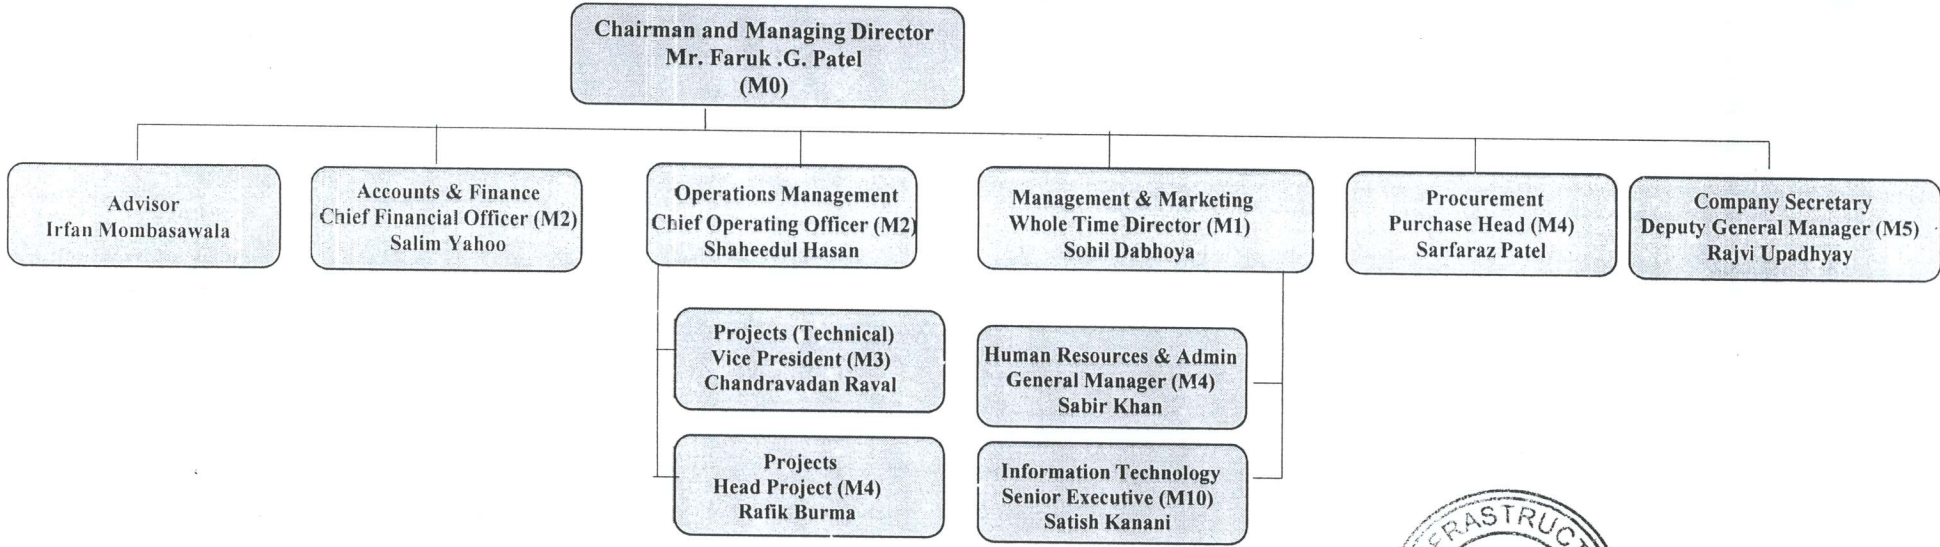 Chairman and Managing Director
Mr. Faruk .G. Patel
(M0)
Advisor
Irfan Mombasawala
Accounts & Finance
Chief Financial Officer (M2)
Salim Yahoo
Operations Management
Chief Operating Officer (M2)
Shaheedul Hasan
Management & Marketing
Whole Time Director (M1)
Sohil Dabhoya
Procurement
Purchase Head (M4)
Sarfaraz Patel
Company Secretary
Deputy General Manager (M5)
Rajvi Upadhyay
Projects (Technical)
Vice President (M3)
Chandravadan Raval
Human Resources & Admin
General Manager (M4)
Sabir Khan
Projects
Head Project (M4)
Rafik Burma
Information Technology
Senior Executive (M10)
Satish Kanani